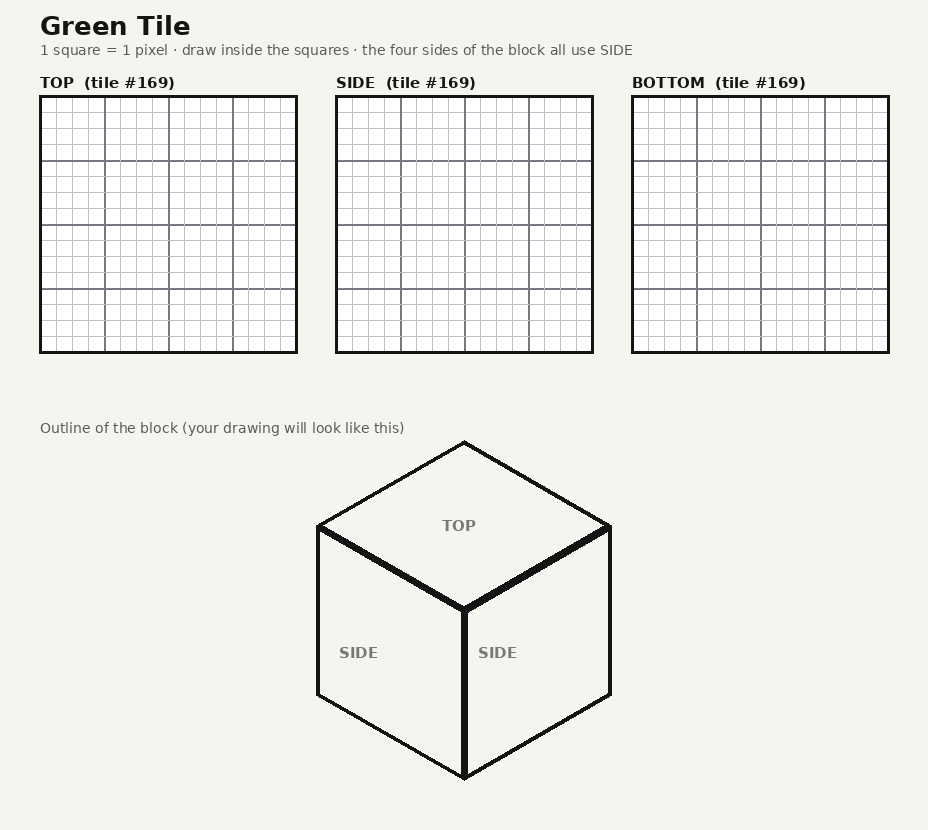 Green Tile
1 square = 1 pixel · draw inside the squares · the four sides of the block all use SIDE
TOP (tile #169)
SIDE (tile #169)
BOTTOM (tile #169)
Outline of the block (your drawing will look like this)
TOP
SIDE
SIDE